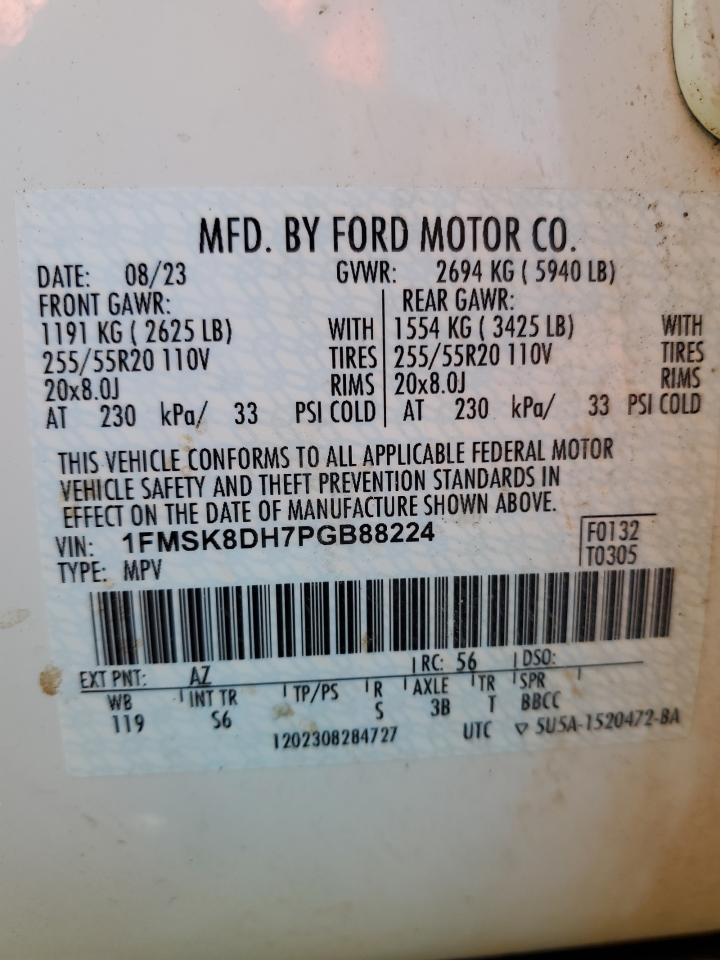 MFD. BY FORD MOTOR CO.
DATE: 08/23 GVWR: 2694 KG ( 5940 LB)
FRONT GAWR: REAR GAWR:
1191 KG ( 2625 LB) WITH 1554 KG ( 3425 LB) WITH
255/55R20 110V TIRES 255/55R20 110V TIRES
20x8.0J RIMS 20x8.0J RIMS
AT 230 kPa/ 33 PSI COLD AT 230 kPa/ 33 PSI COLD
THIS VEHICLE CONFORMS TO ALL APPLICABLE FEDERAL MOTOR
VEHICLE SAFETY AND THEFT PREVENTION STANDARDS IN
EFFECT ON THE DATE OF MANUFACTURE SHOWN ABOVE.
VIN: 1FMSK8DH7PGB88224 F0132
TYPE: MPV T0305
EXT PNT: AZ RC: 56 DSO:
WB INT TR TP/PS R AXLE TR SPR
119 S6 S 3B T BBCC
1202308284727 UTC ▽ 5U5A-1520472-BA